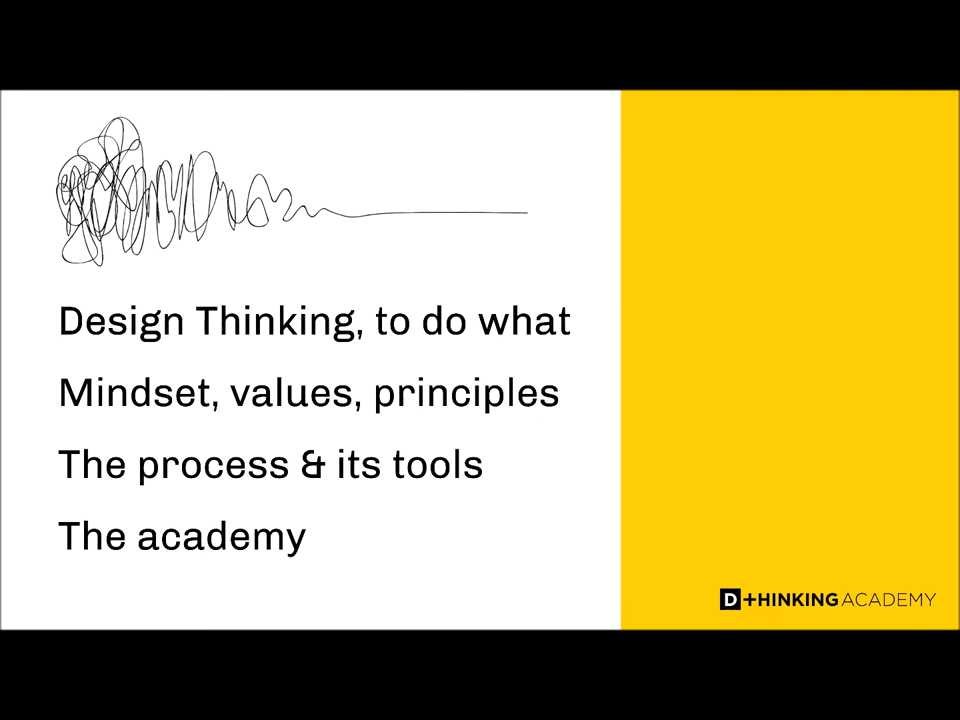 Design Thinking, to do what
Mindset, values, principles
The process & its tools
The academy
D+HINKING ACADEMY